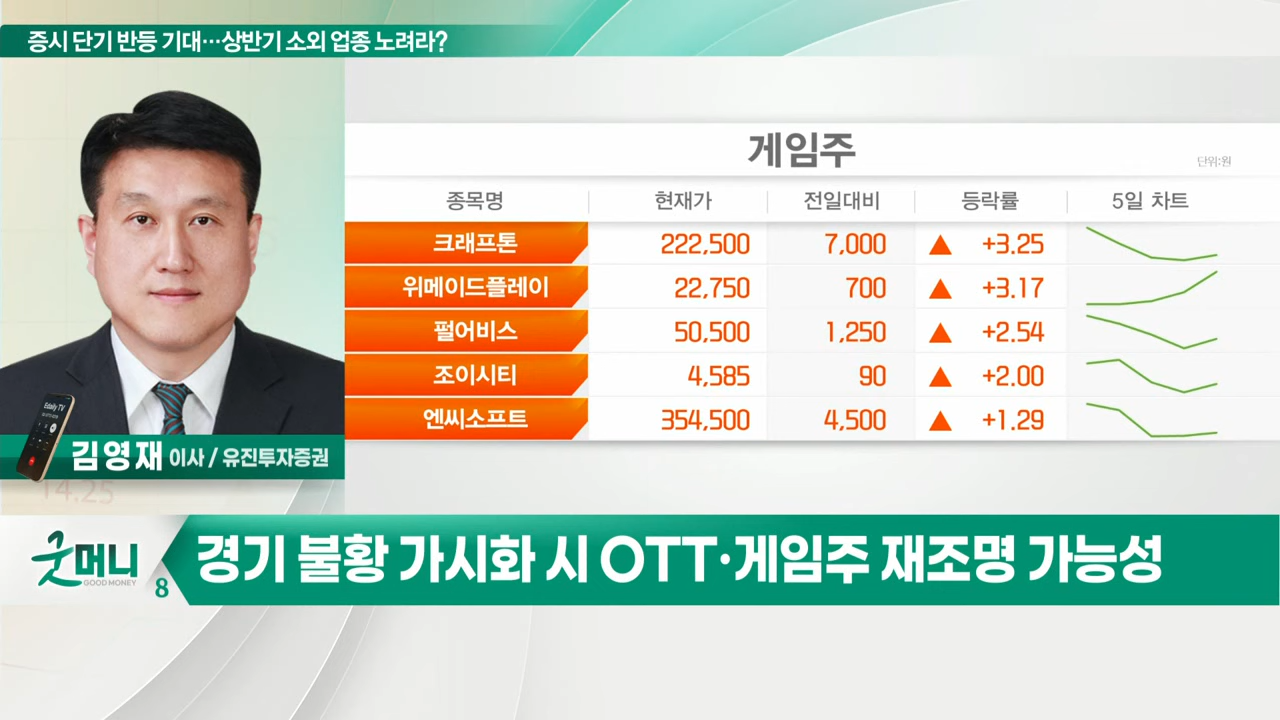 증시 단기 반등 기대…상반기 소외 업종 노려라?
게임주
단위:원
종목명 현재가 전일대비 등락률 5일 차트
크래프톤 222,500 7,000 ▲ +3.25
위메이드플레이 22,750 700 ▲ +3.17
펄어비스 50,500 1,250 ▲ +2.54
조이시티 4,585 90 ▲ +2.00
엔씨소프트 354,500 4,500 ▲ +1.29
Edaily TV
김영재 이사 / 유진투자증권
14.25
굿머니
GOOD MONEY
8
경기 불황 가시화 시 OTT·게임주 재조명 가능성